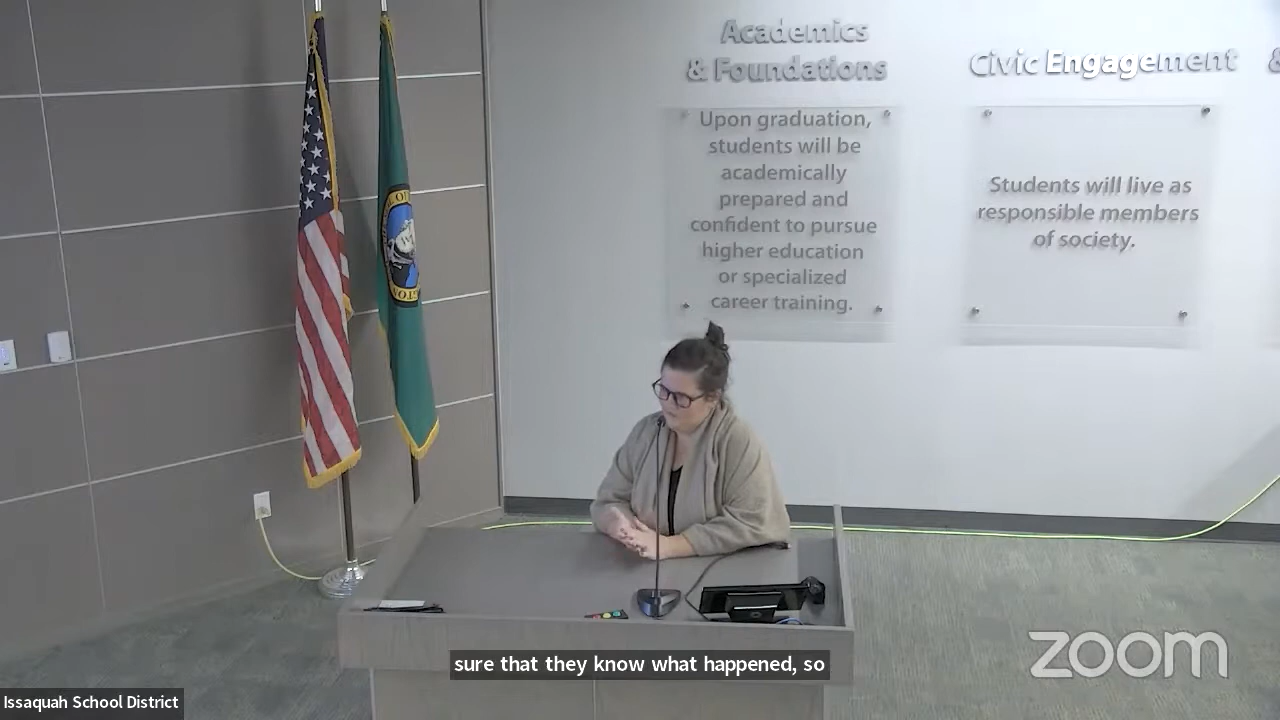 Academics
& Foundations
Upon graduation,
students will be
academically
prepared and
confident to pursue
higher education
or specialized
career training.
Civic Engagement
Students will live as
responsible members
of society.
&
sure that they know what happened, so
Issaquah School District
zoom